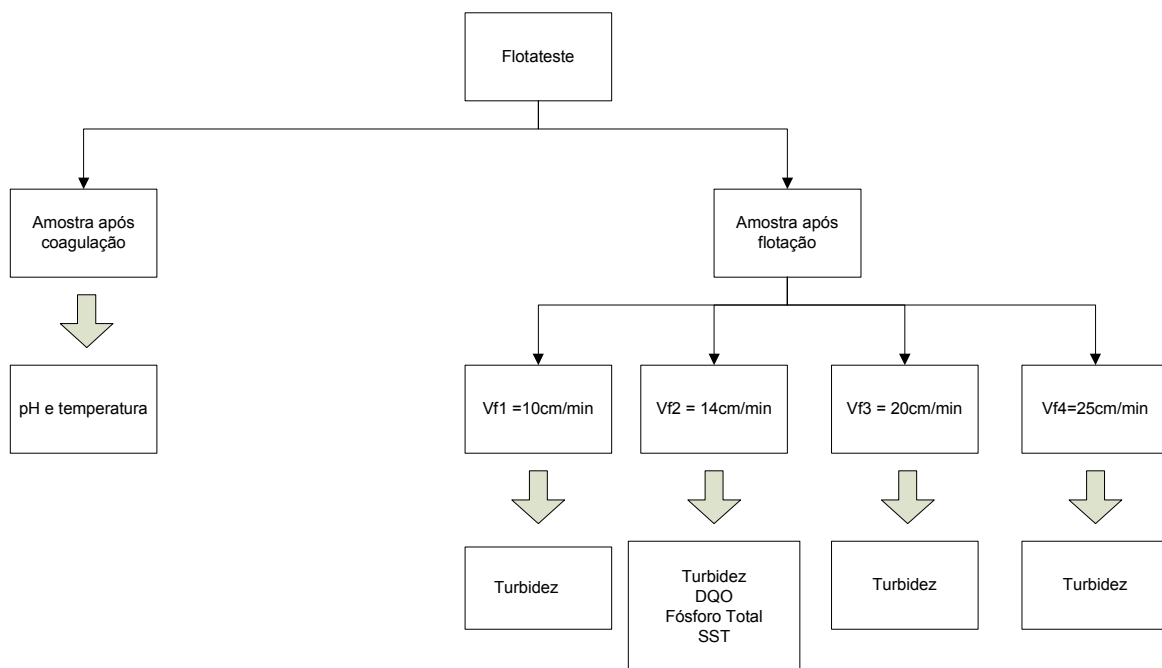 Flotateste
Amostra após
coagulação
Amostra após
flotação
pH e temperatura
Vf1 =10cm/min
Vf2 = 14cm/min
Vf3 = 20cm/min
Vf4=25cm/min
Turbidez
Turbidez
DQO
Fósforo Total
SST
Turbidez
Turbidez